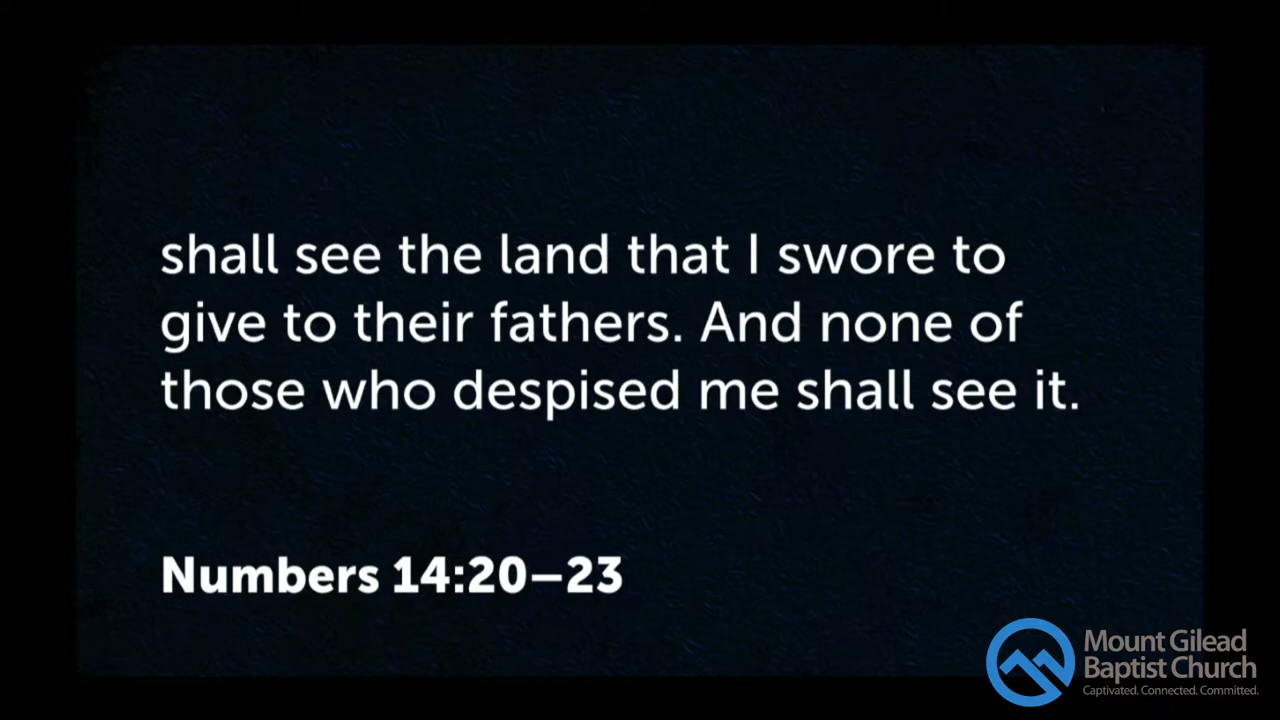 shall see the land that I swore to
give to their fathers. And none of
those who despised me shall see it.
Numbers 14:20–23
Mount Gilead
Baptist Church
Captivated. Connected. Committed.